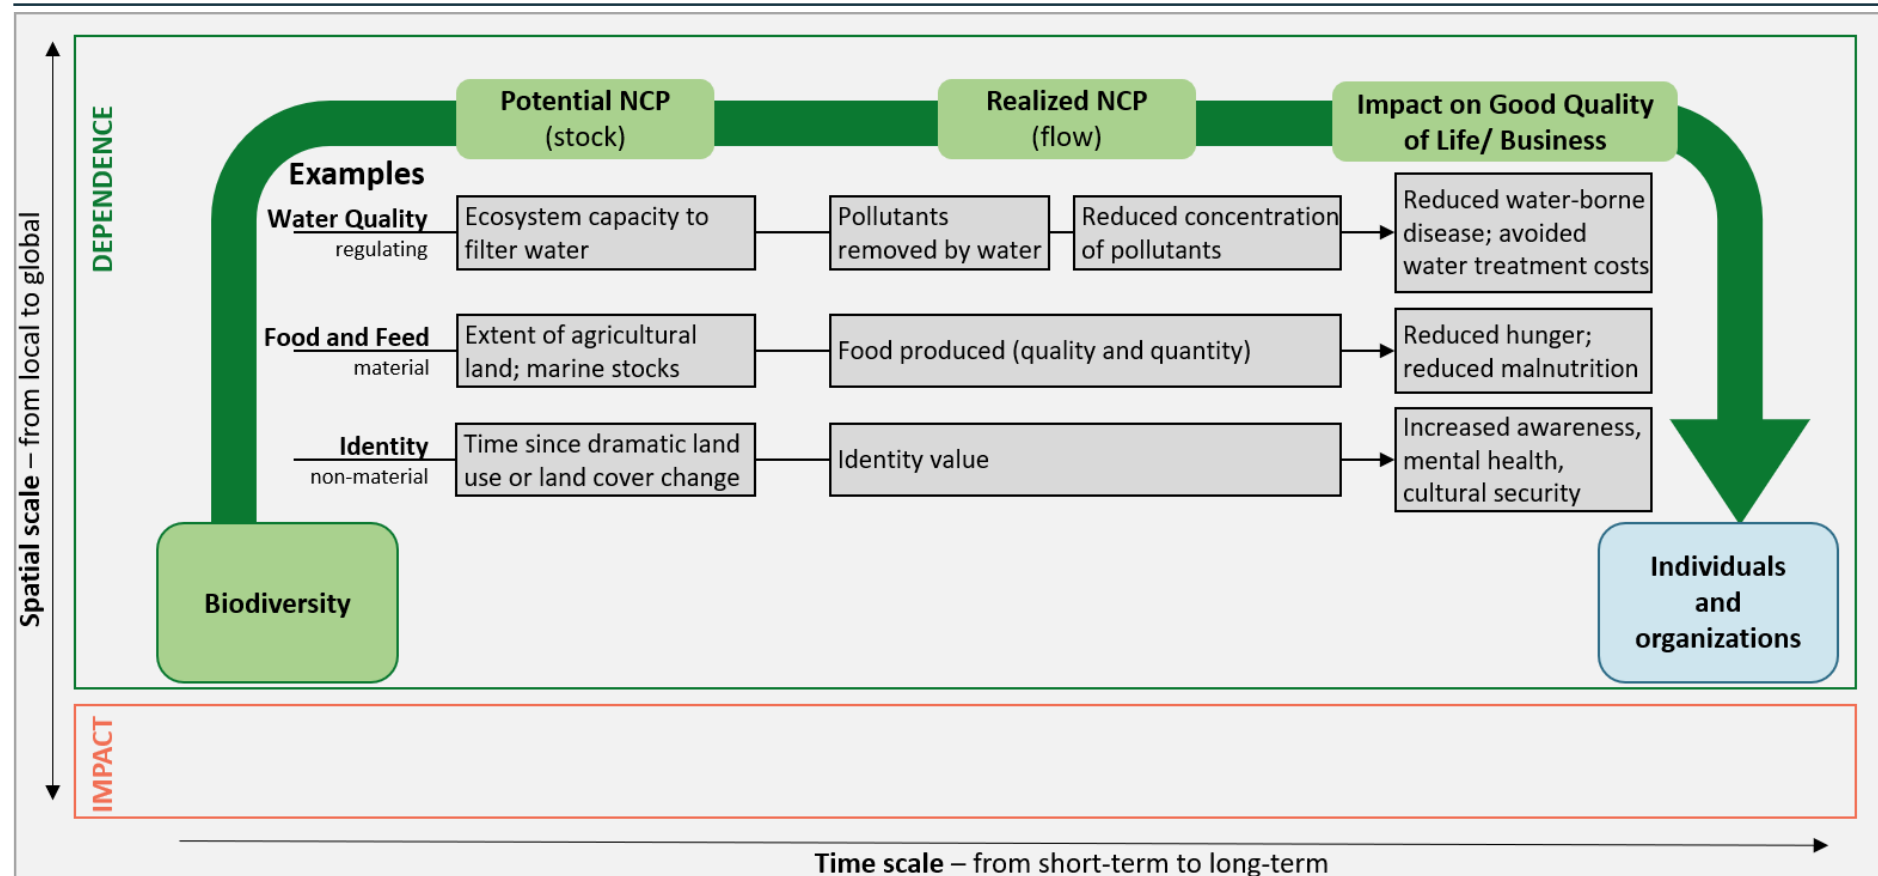 DEPENDENCE
Potential NCP
(stock)
Realized NCP
(flow)
Impact on Good Quality
of Life/ Business
Examples
Water Quality
regulating
Ecosystem capacity to
filter water
Pollutants
removed by water
Reduced concentration
of pollutants
Reduced water-borne
disease; avoided
water treatment costs
Food and Feed
material
Extent of agricultural
land; marine stocks
Food produced (quality and quantity)
Reduced hunger;
reduced malnutrition
Identity
non-material
Time since dramatic land
use or land cover change
Identity value
Increased awareness,
mental health,
cultural security
Biodiversity
Individuals
and
organizations
IMPACT
Spatial scale – from local to global
Time scale – from short-term to long-term